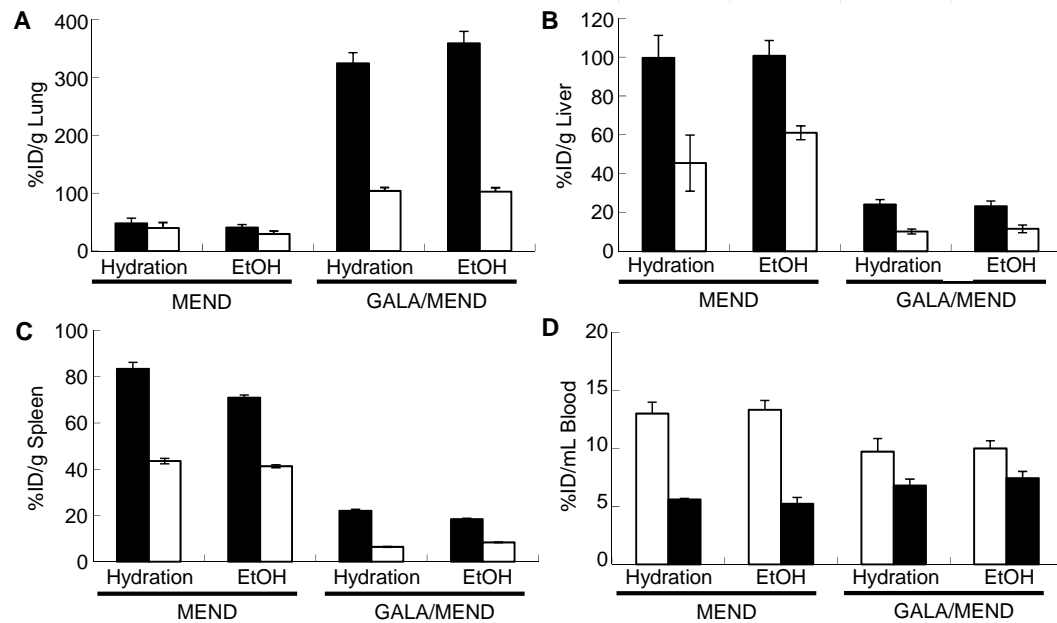 A
%ID/g Lung
400
300
200
100
0
Hydration EtOH Hydration EtOH
MEND GALA/MEND
B
%ID/g Liver
120
100
80
60
40
20
0
Hydration EtOH Hydration EtOH
MEND GALA/MEND
C
%ID/g Spleen
100
80
60
40
20
0
Hydration EtOH Hydration EtOH
MEND GALA/MEND
D
%ID/mL Blood
20
15
10
5
0
Hydration EtOH Hydration EtOH
MEND GALA/MEND